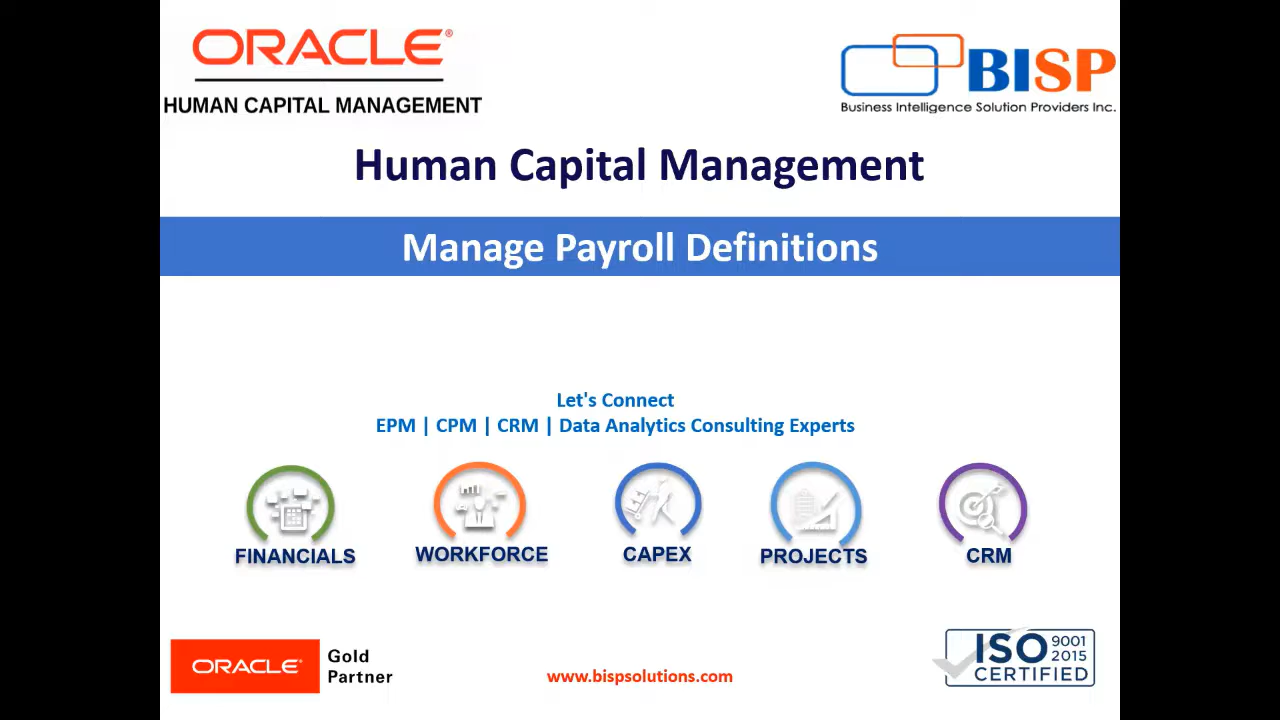 ORACLE®
HUMAN CAPITAL MANAGEMENT
BISP
Business Intelligence Solution Providers Inc.
Human Capital Management
Manage Payroll Definitions
Let's Connect
EPM | CPM | CRM | Data Analytics Consulting Experts
FINANCIALS
WORKFORCE
CAPEX
PROJECTS
CRM
ORACLE®
Gold
Partner
www.bispsolutions.com
ISO 9001
2015
CERTIFIED